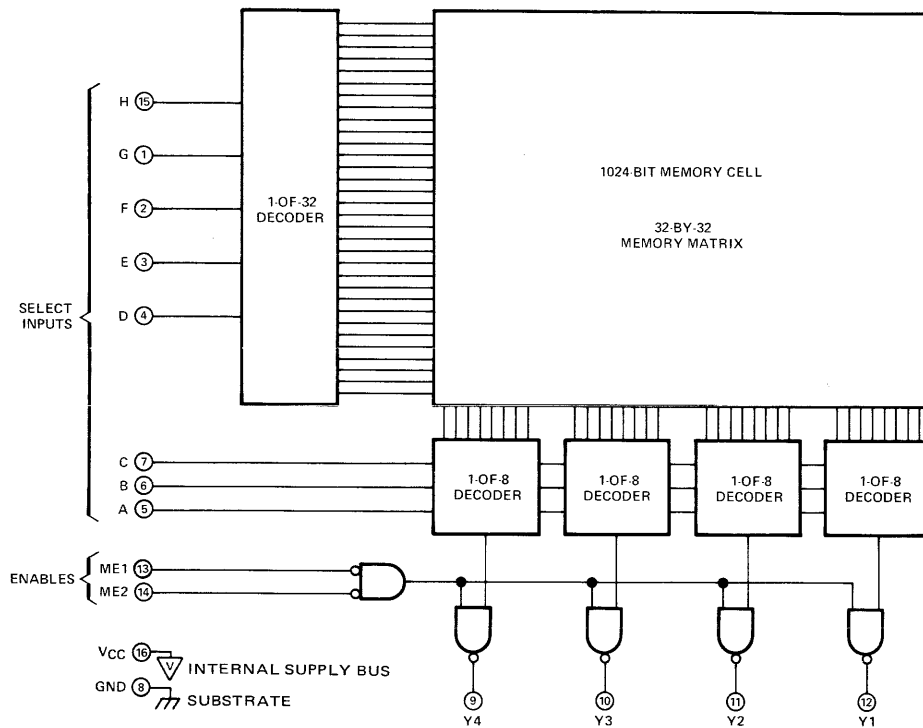 H 15
G 1
F 2
E 3
D 4
SELECT
INPUTS
C 7
B 6
A 5
1-OF-32
DECODER
1024-BIT MEMORY CELL
32-BY-32
MEMORY MATRIX
1-OF-8
DECODER
1-OF-8
DECODER
1-OF-8
DECODER
1-OF-8
DECODER
ENABLES
ME1 13
ME2 14
VCC 16
V INTERNAL SUPPLY BUS
GND 8
SUBSTRATE
9
Y4
10
Y3
11
Y2
12
Y1